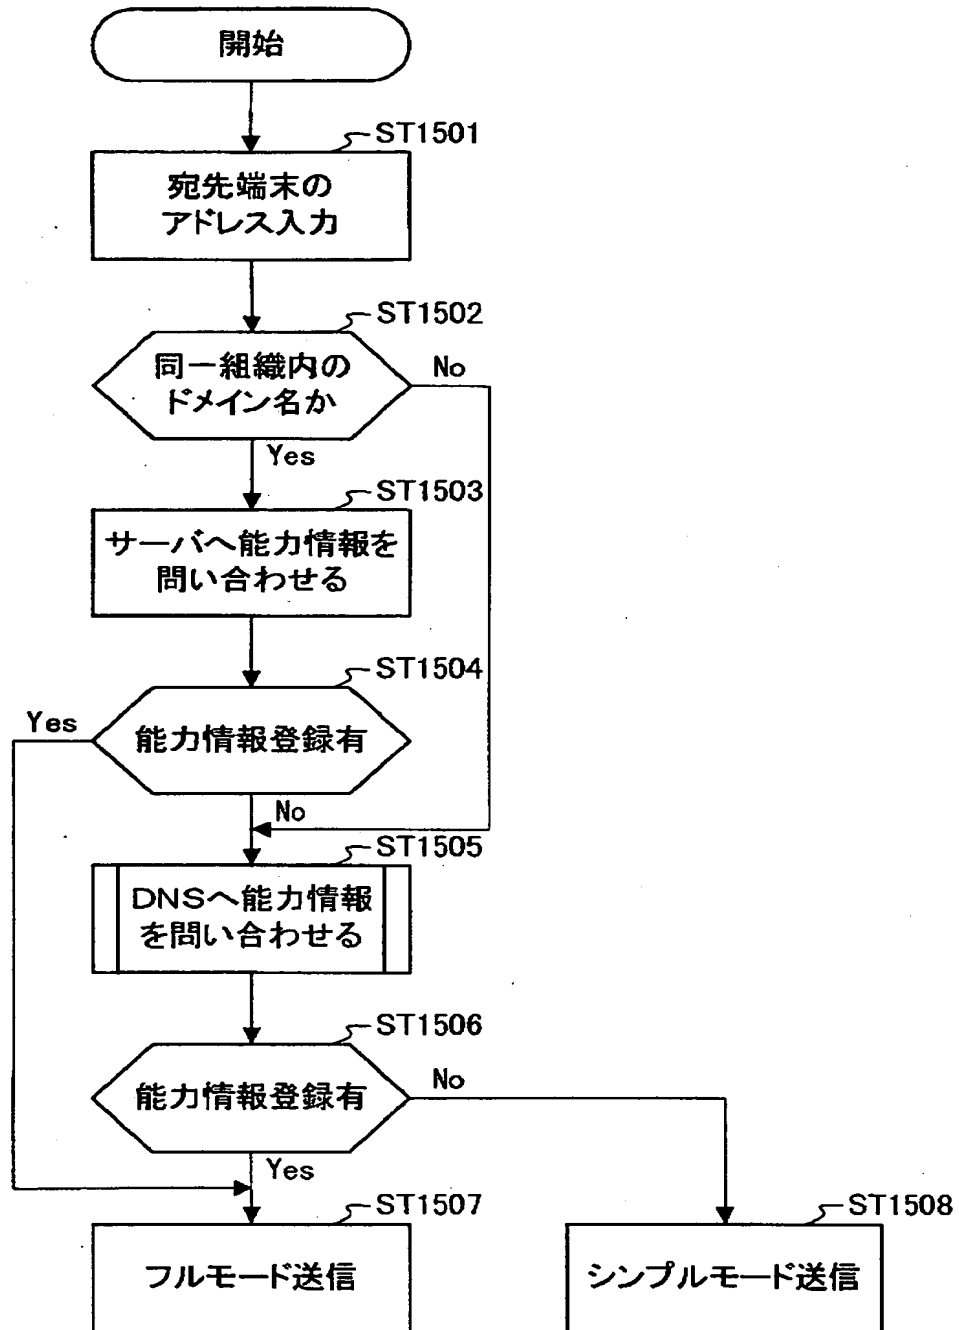 開始
ST1501
宛先端末の
アドレス入力
ST1502
同一組織内の
ドメイン名か
No
Yes
ST1503
サーバへ能力情報を
問い合わせる
ST1504
Yes
能力情報登録有
No
ST1505
DNSへ能力情報
を問い合わせる
ST1506
能力情報登録有
No
Yes
ST1507
フルモード送信
ST1508
シンプルモード送信